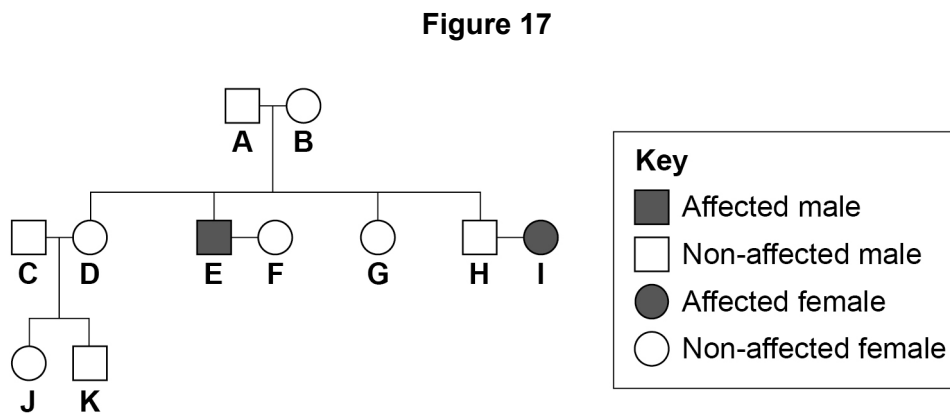 Figure 17
A B
Key
Affected male
Non-affected male
Affected female
Non-affected female
C D E F G H I
J K